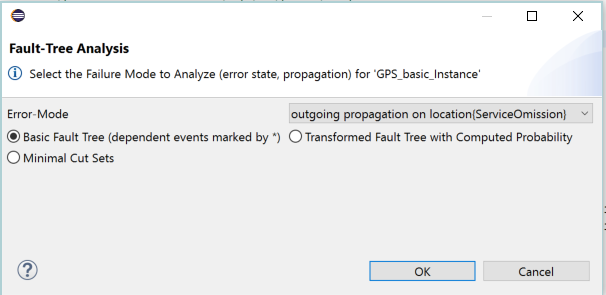 Fault-Tree Analysis
Select the Failure Mode to Analyze (error state, propagation) for 'GPS_basic_Instance'
Error-Mode outgoing propagation on location(ServiceOmission)
Basic Fault Tree (dependent events marked by *) Transformed Fault Tree with Computed Probability
Minimal Cut Sets
? OK Cancel